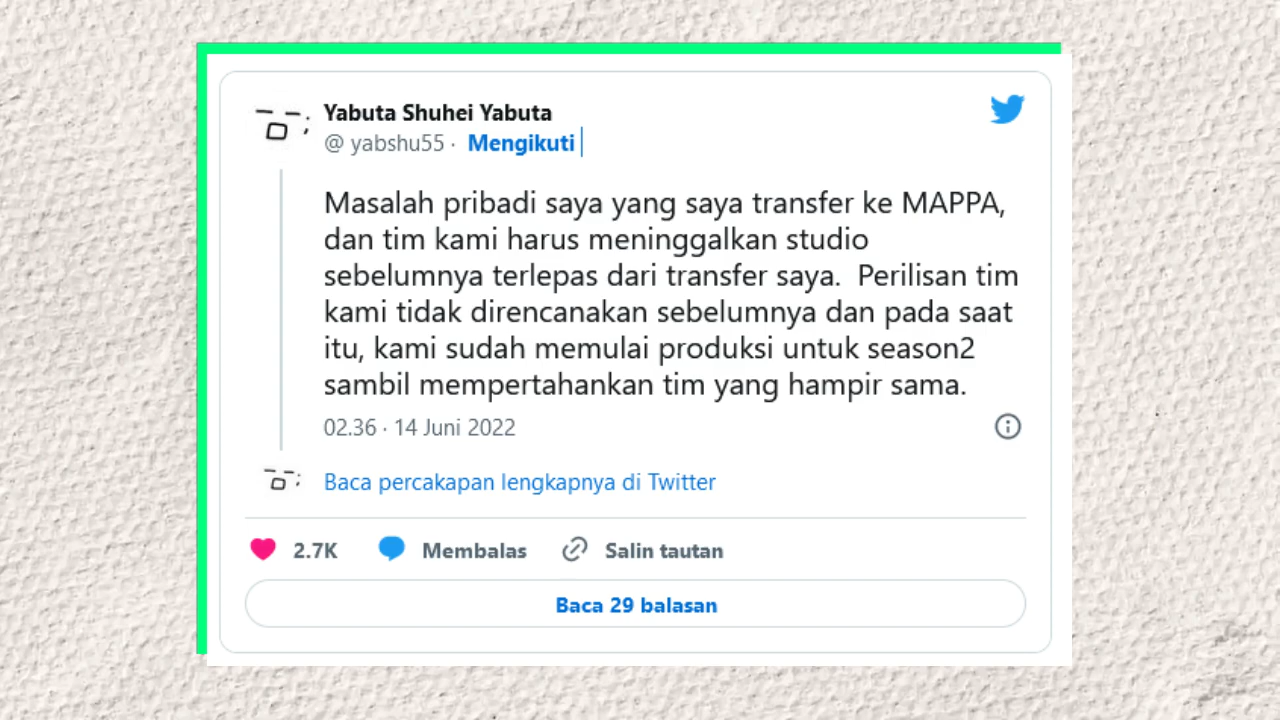 Yabuta Shuhei Yabuta
@ yabshu55 · Mengikuti
Masalah pribadi saya yang saya transfer ke MAPPA,
dan tim kami harus meninggalkan studio
sebelumnya terlepas dari transfer saya.  Perilisan tim
kami tidak direncanakan sebelumnya dan pada saat
itu, kami sudah memulai produksi untuk season2
sambil mempertahankan tim yang hampir sama.
02.36 · 14 Juni 2022
Baca percakapan lengkapnya di Twitter
2.7K Membalas Salin tautan
Baca 29 balasan